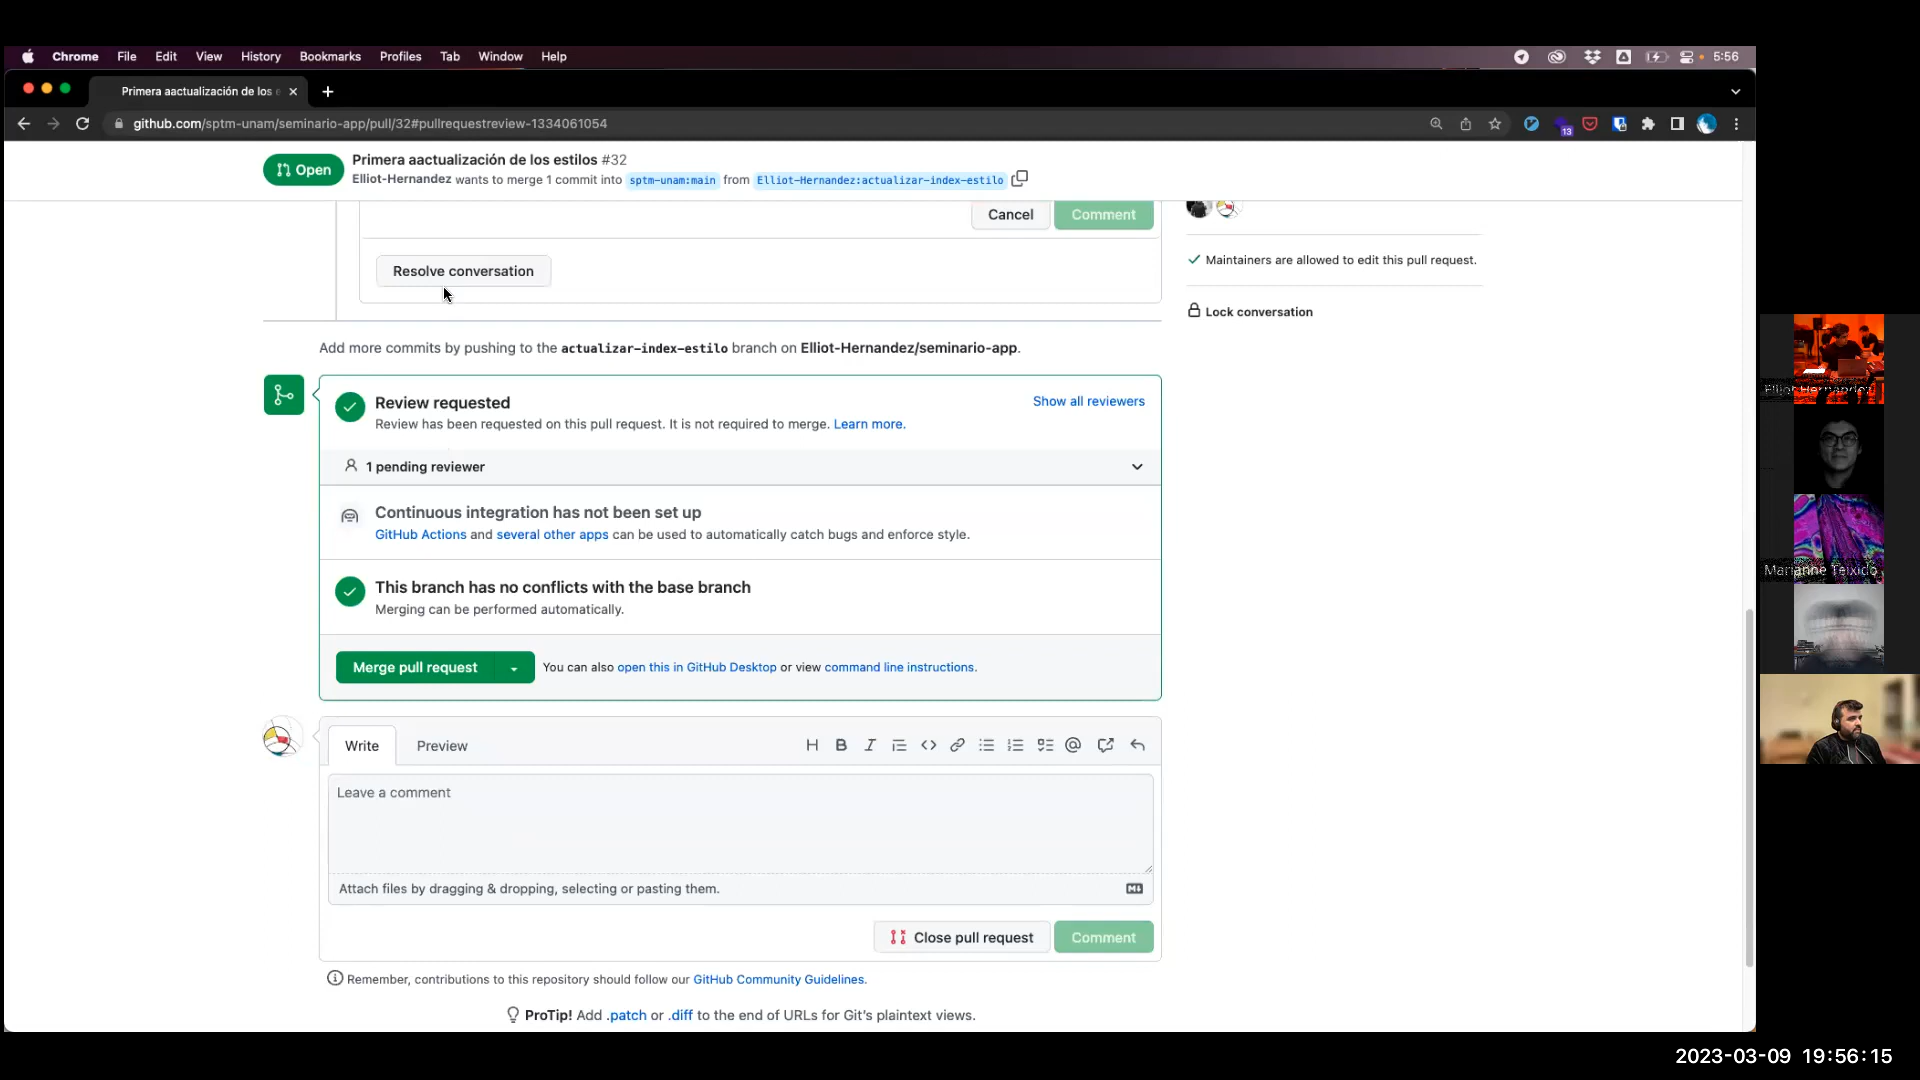 Chrome File Edit View History Bookmarks Profiles Tab Window Help 5:56
Primera aactualización de los e
github.com/sptm-unam/seminario-app/pull/32#pullrequestreview-1334061054
13
Open
Primera aactualización de los estilos #32
Elliot-Hernandez wants to merge 1 commit into sptm-unam:main from Elliot-Hernandez:actualizar-index-estilo
Cancel Comment
Resolve conversation
Maintainers are allowed to edit this pull request.
Lock conversation
Add more commits by pushing to the actualizar-index-estilo branch on Elliot-Hernandez/seminario-app.
Review requested
Show all reviewers
Review has been requested on this pull request. It is not required to merge. Learn more.
1 pending reviewer
Continuous integration has not been set up
GitHub Actions and several other apps can be used to automatically catch bugs and enforce style.
This branch has no conflicts with the base branch
Merging can be performed automatically.
Merge pull request
You can also open this in GitHub Desktop or view command line instructions.
Write Preview
Leave a comment
Attach files by dragging & dropping, selecting or pasting them.
Close pull request Comment
Remember, contributions to this repository should follow our GitHub Community Guidelines.
ProTip! Add .patch or .diff to the end of URLs for Git's plaintext views.
Elliot Hernandez
Marianne Teixido
2023-03-09 19:56:15